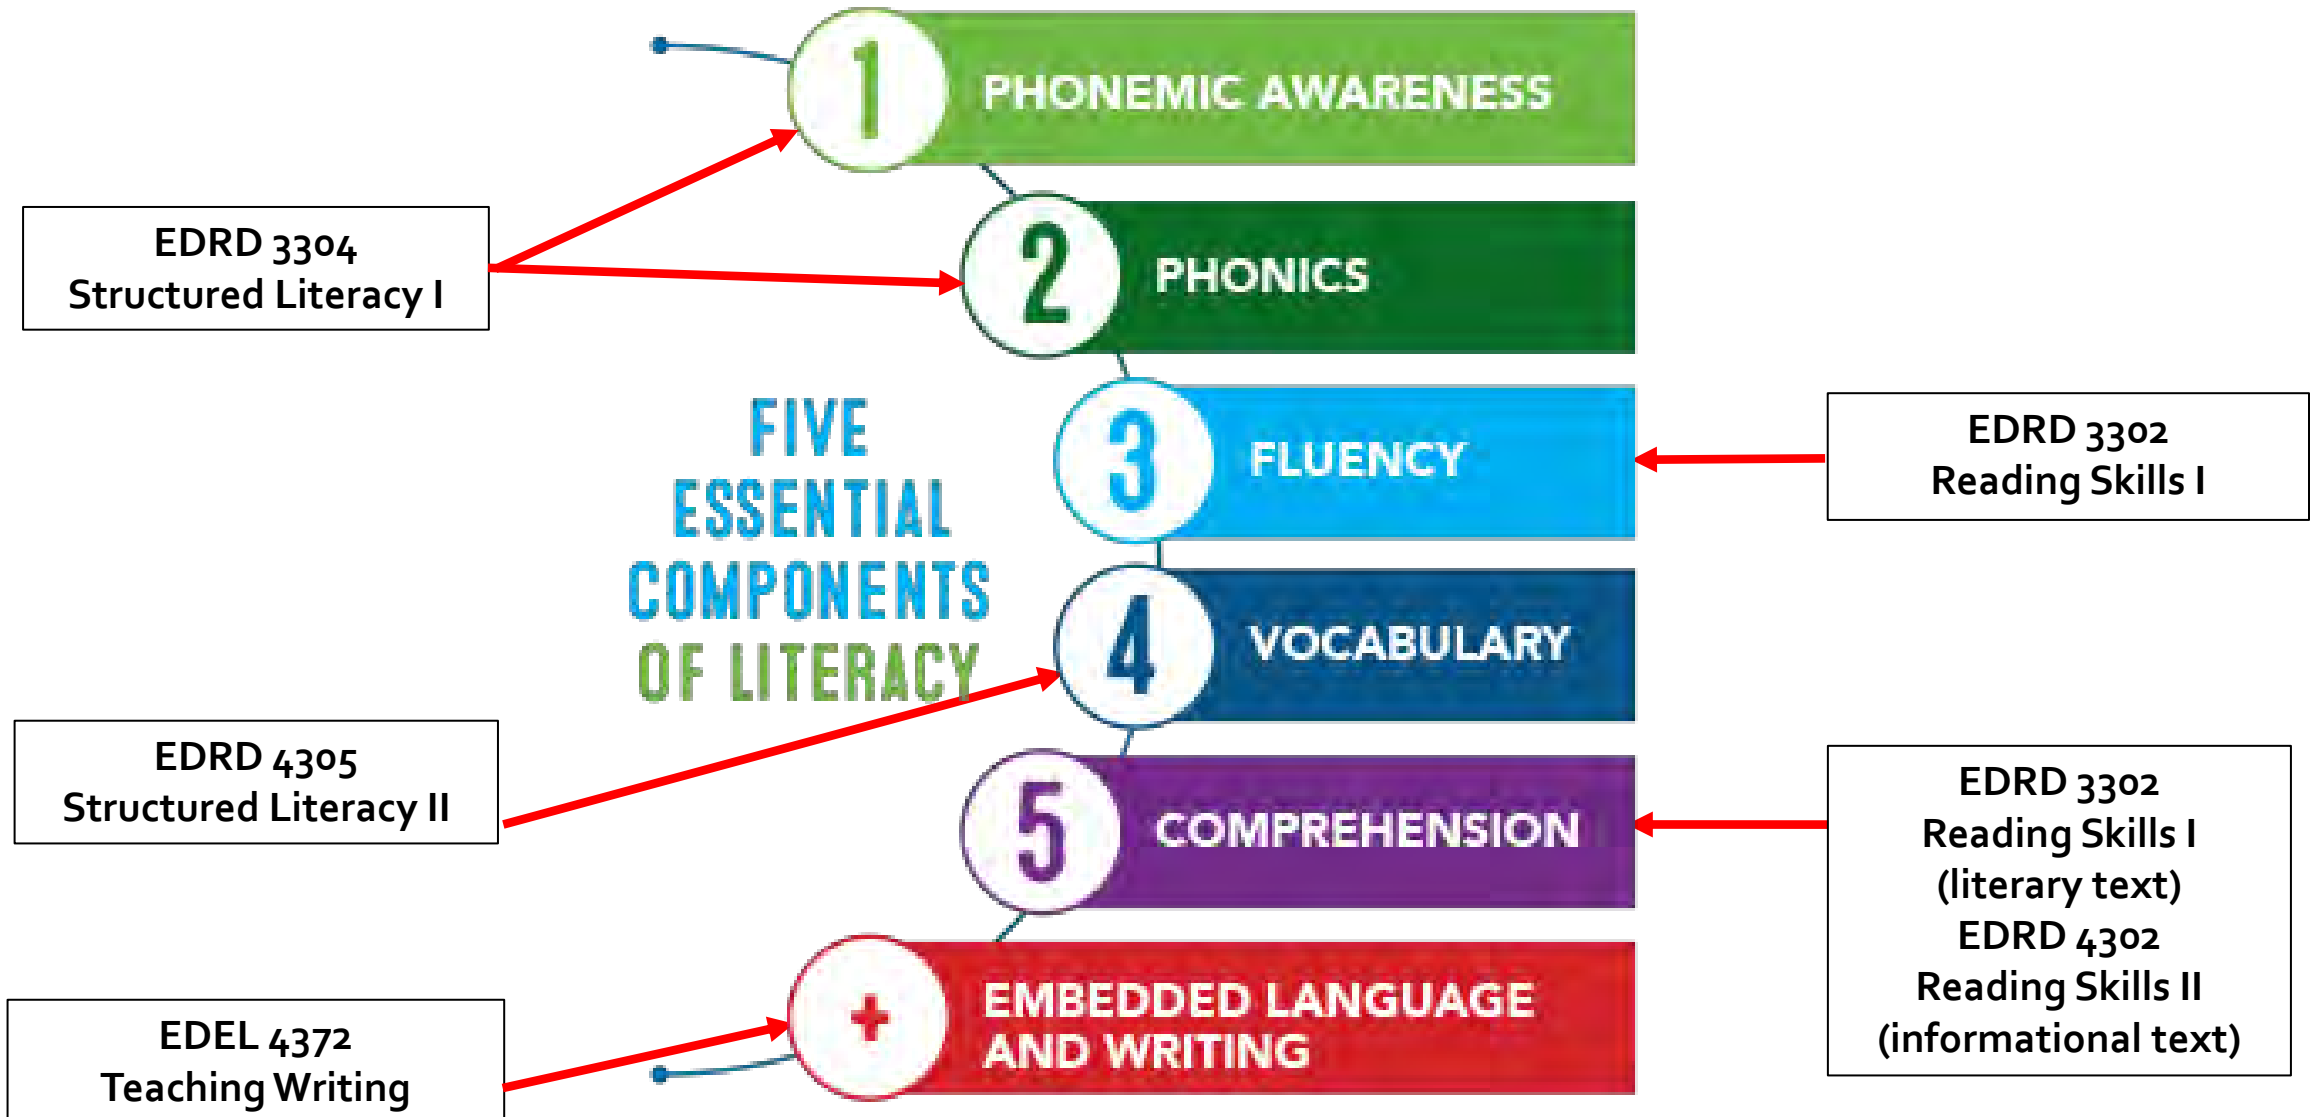 1
PHONEMIC AWARENESS
2
PHONICS
3
FLUENCY
4
VOCABULARY
5
COMPREHENSION
+
EMBEDDED LANGUAGE
AND WRITING
FIVE
ESSENTIAL
COMPONENTS
OF LITERACY
EDRD 3304
Structured Literacy I
EDRD 4305
Structured Literacy II
EDEL 4372
Teaching Writing
EDRD 3302
Reading Skills I
EDRD 3302
Reading Skills I
(literary text)
EDRD 4302
Reading Skills II
(informational text)